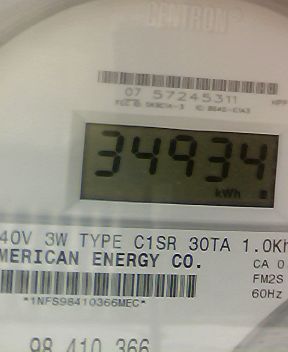 CENTRON
07 57245311
34934
kWh
40V 3W TYPE C1SR 30TA 1.0Kh
MERICAN ENERGY CO.
CA 0
FM2S
60Hz
*1NFS98410366MEC*
98 410 366